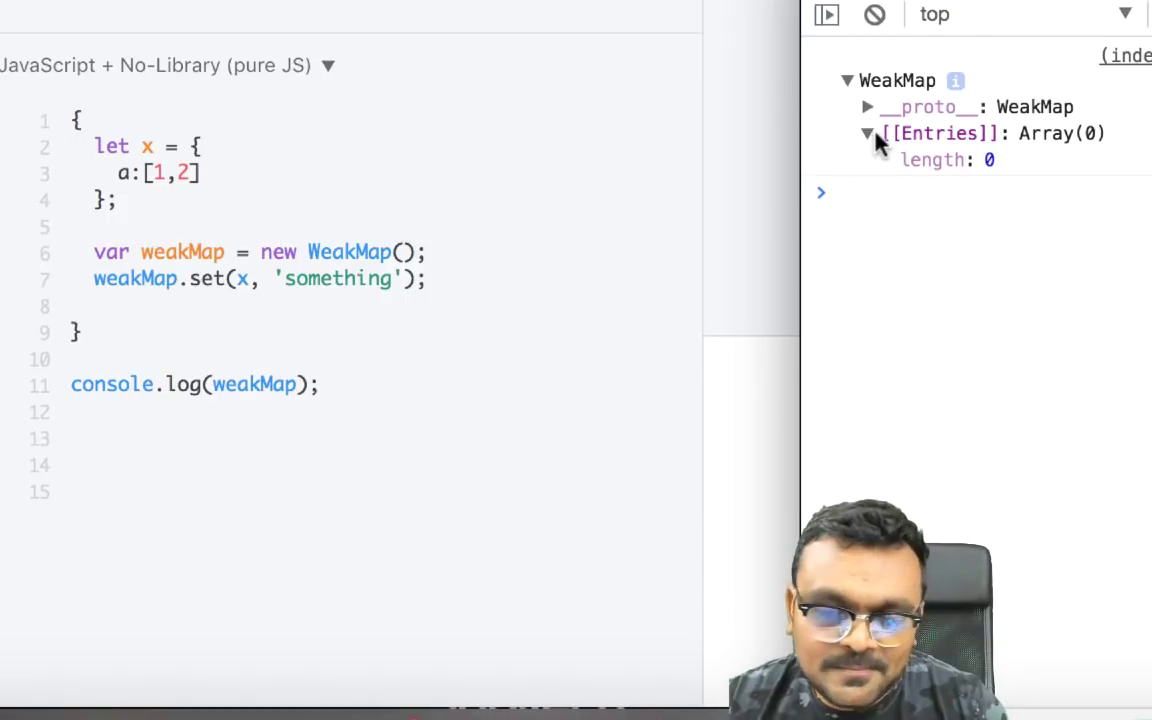 JavaScript + No-Library (pure JS) ▼
1 {
2 let x = {
3 a:[1,2]
4 };
5
6 var weakMap = new WeakMap();
7 weakMap.set(x, 'something');
8
9 }
10
11 console.log(weakMap);
12
13
14
15
top ▼
(inde
▼ WeakMap i
▶ __proto__: WeakMap
▼ [[Entries]]: Array(0)
length: 0
>